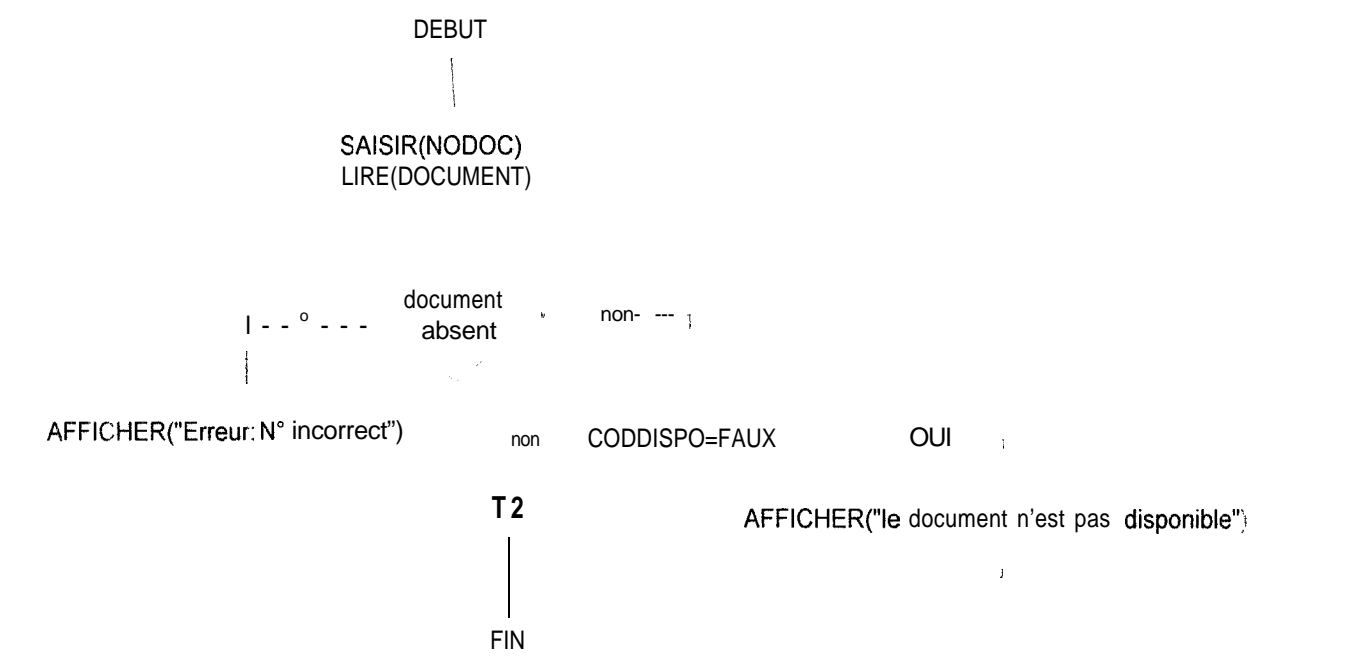 DEBUT
SAISIR(NODOC)
LIRE(DOCUMENT)
document
absent
non
AFFICHER("Erreur: N° incorrect")
non CODDISPO=FAUX OUI
T2
AFFICHER("le document n'est pas disponible")
FIN